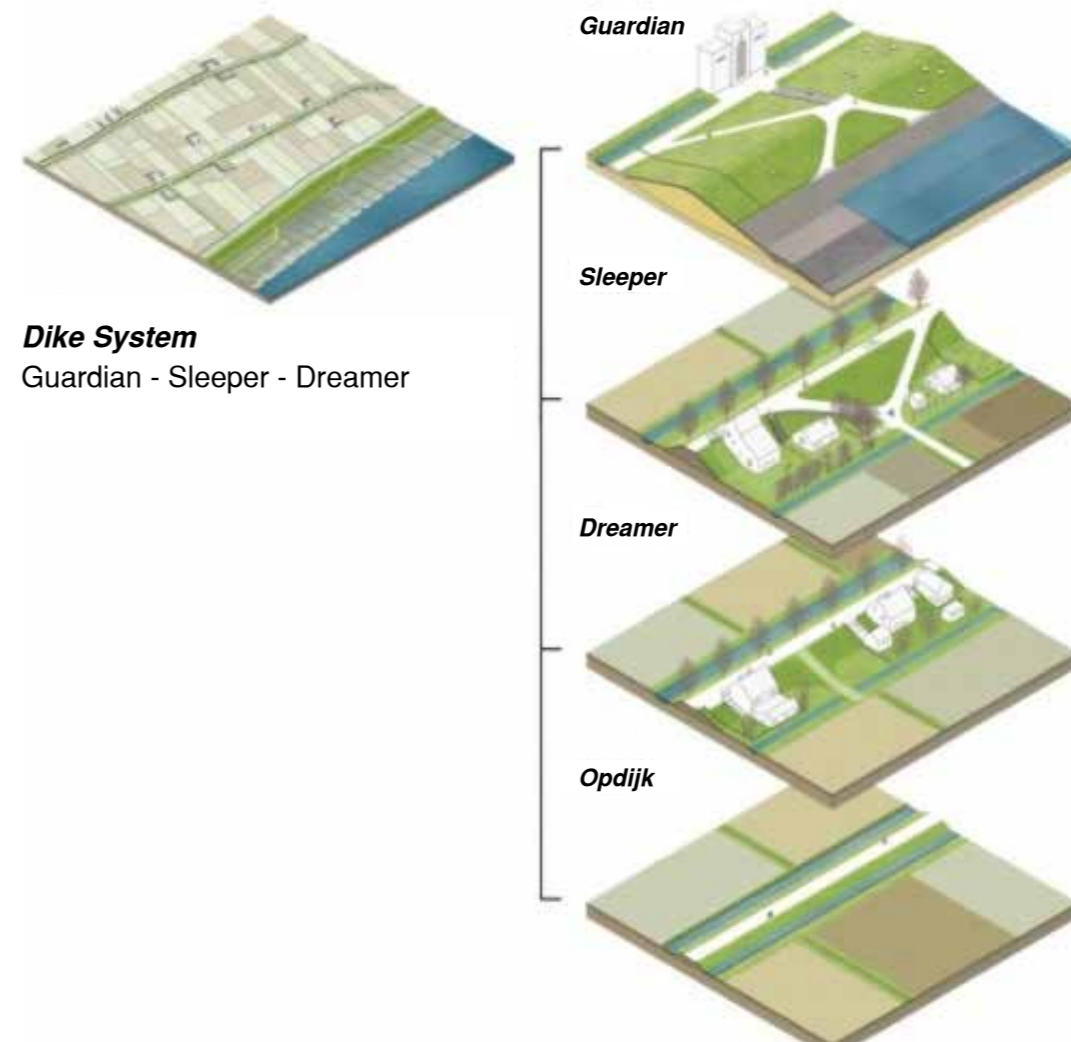 Guardian
Sleeper
Dike System
Guardian - Sleeper - Dreamer
Dreamer
Opdijk